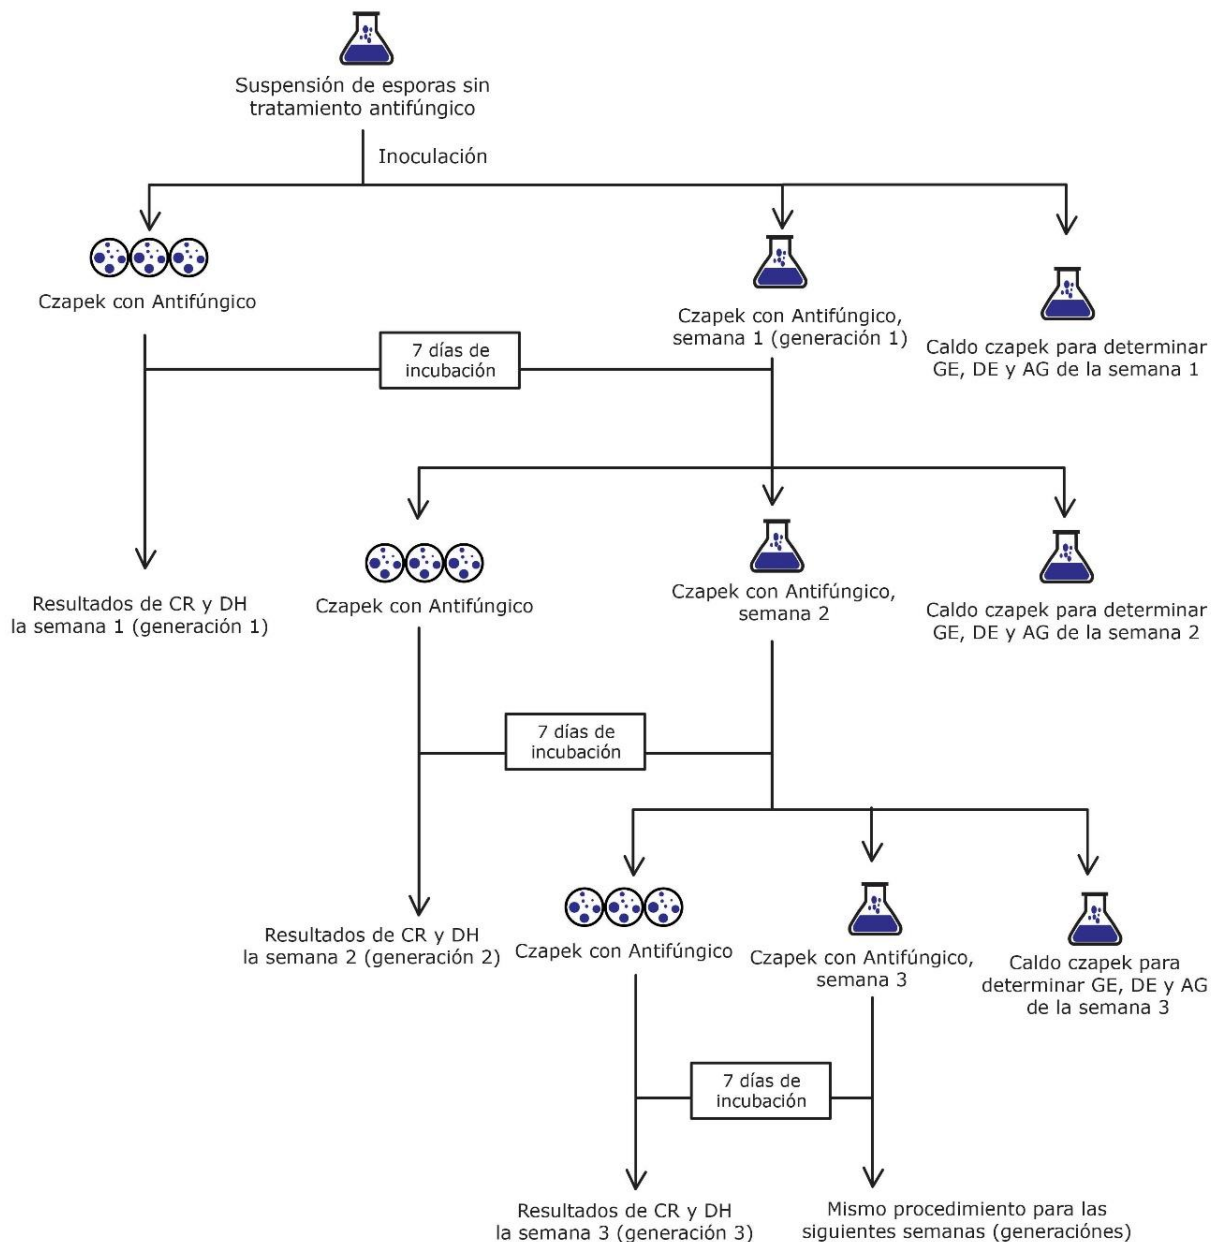 Suspensión de esporas sin
tratamiento antifúngico
Inoculación
Czapek con Antifúngico
Czapek con Antifúngico,
semana 1 (generación 1)
Caldo czapek para determinar
GE, DE y AG de la semana 1
7 días de
incubación
Resultados de CR y DH
la semana 1 (generación 1)
Czapek con Antifúngico
Czapek con Antifúngico,
semana 2
Caldo czapek para determinar
GE, DE y AG de la semana 2
7 días de
incubación
Resultados de CR y DH
la semana 2 (generación 2)
Czapek con Antifúngico
Czapek con Antifúngico,
semana 3
Caldo czapek para
determinar GE, DE y AG
de la semana 3
7 días de
incubación
Resultados de CR y DH
la semana 3 (generación 3)
Mismo procedimiento para las
siguientes semanas (generaciónes)